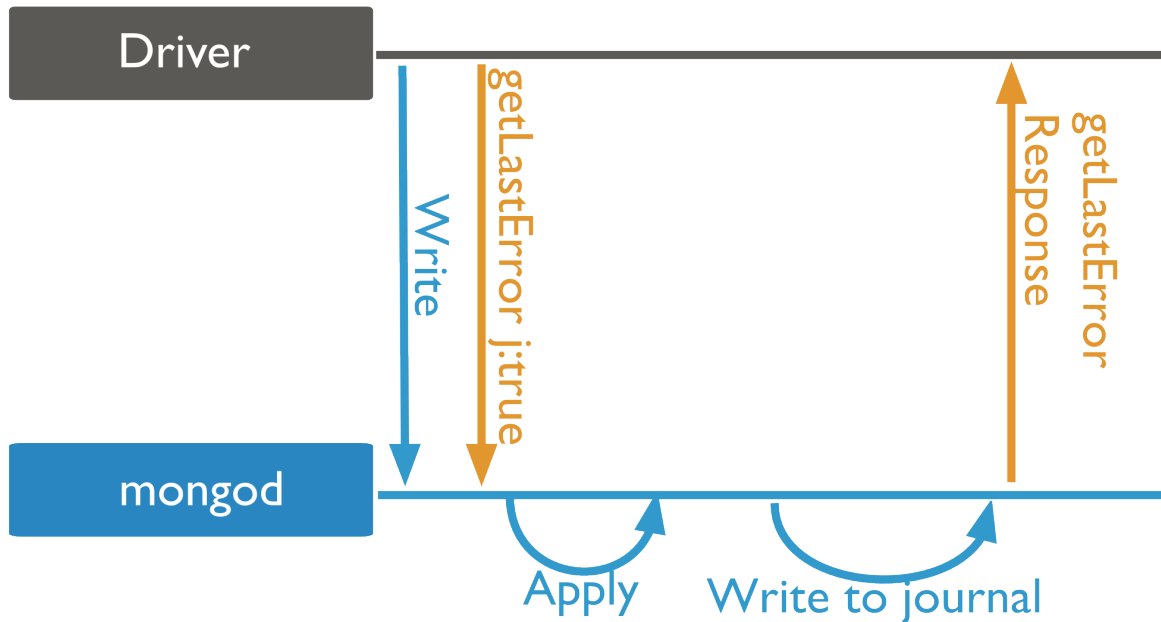 Driver
Write
getLastError j:true
getLastError
Response
mongod
Apply
Write to journal